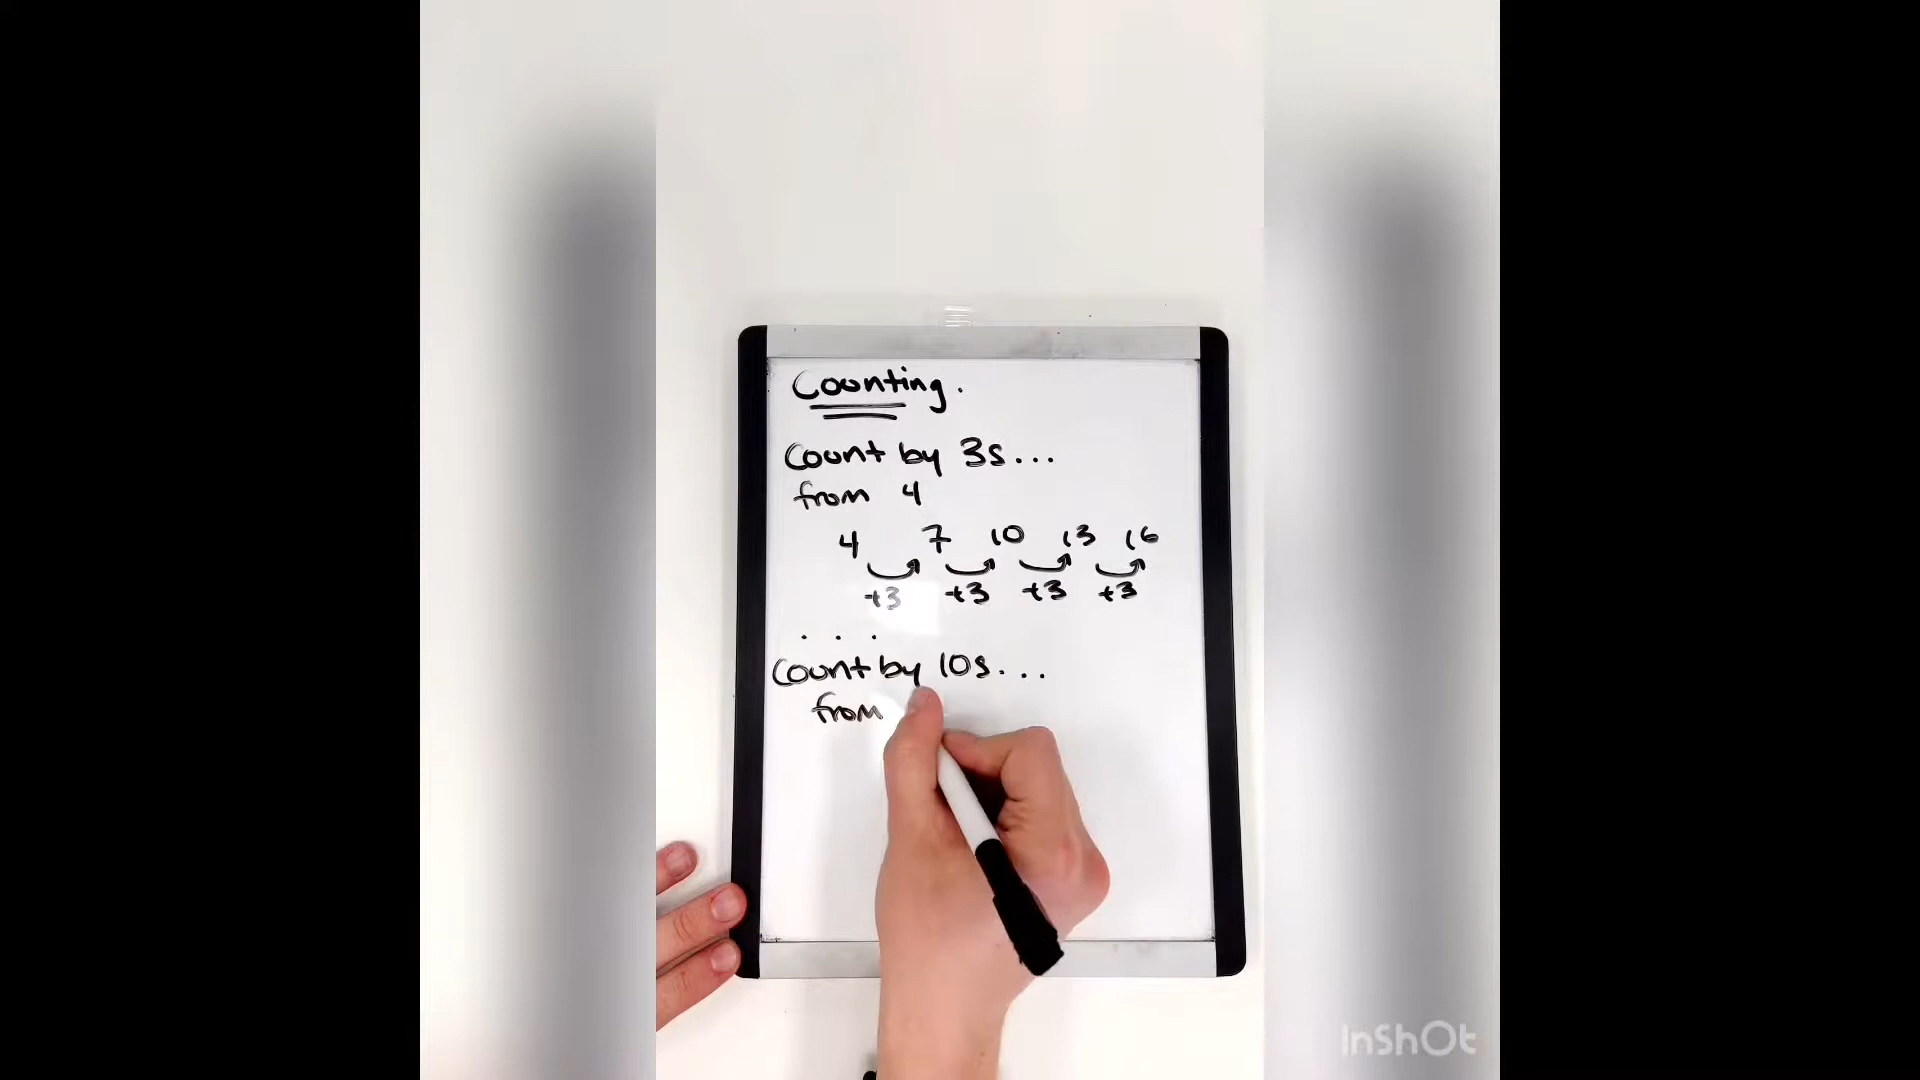 Counting.
Count by 3s...
from 4
4 7 10 13 16
+3 +3 +3 +3
...
Count by 10s...
from
InShOt